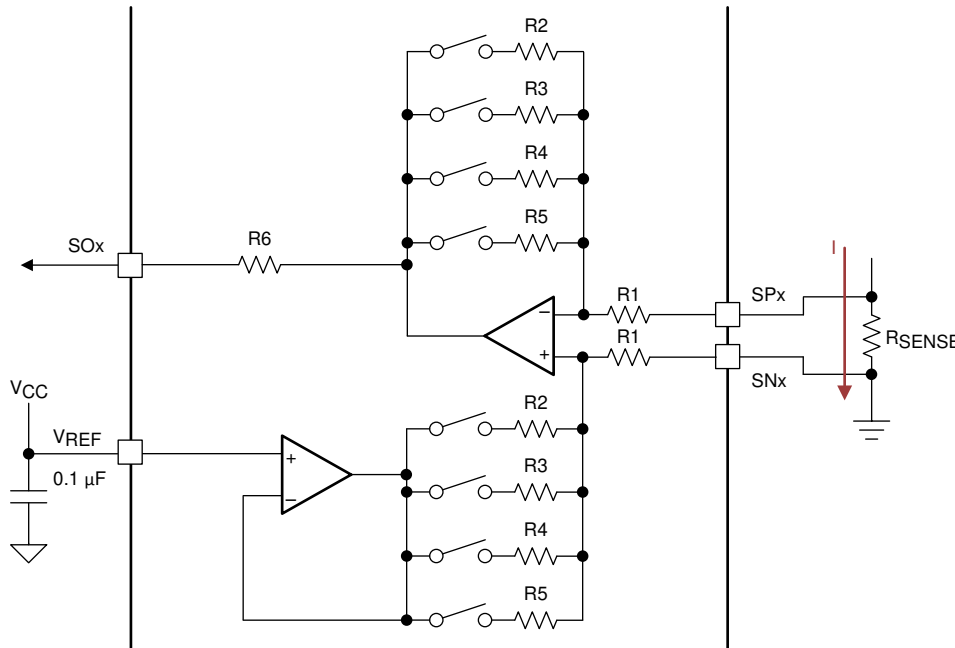 R2
R3
R4
R5
SOx
R6
I
R1
SPx
−
R1
+
SNx
RSENSE
VCC
VREF
0.1 µF
+
−
R2
R3
R4
R5